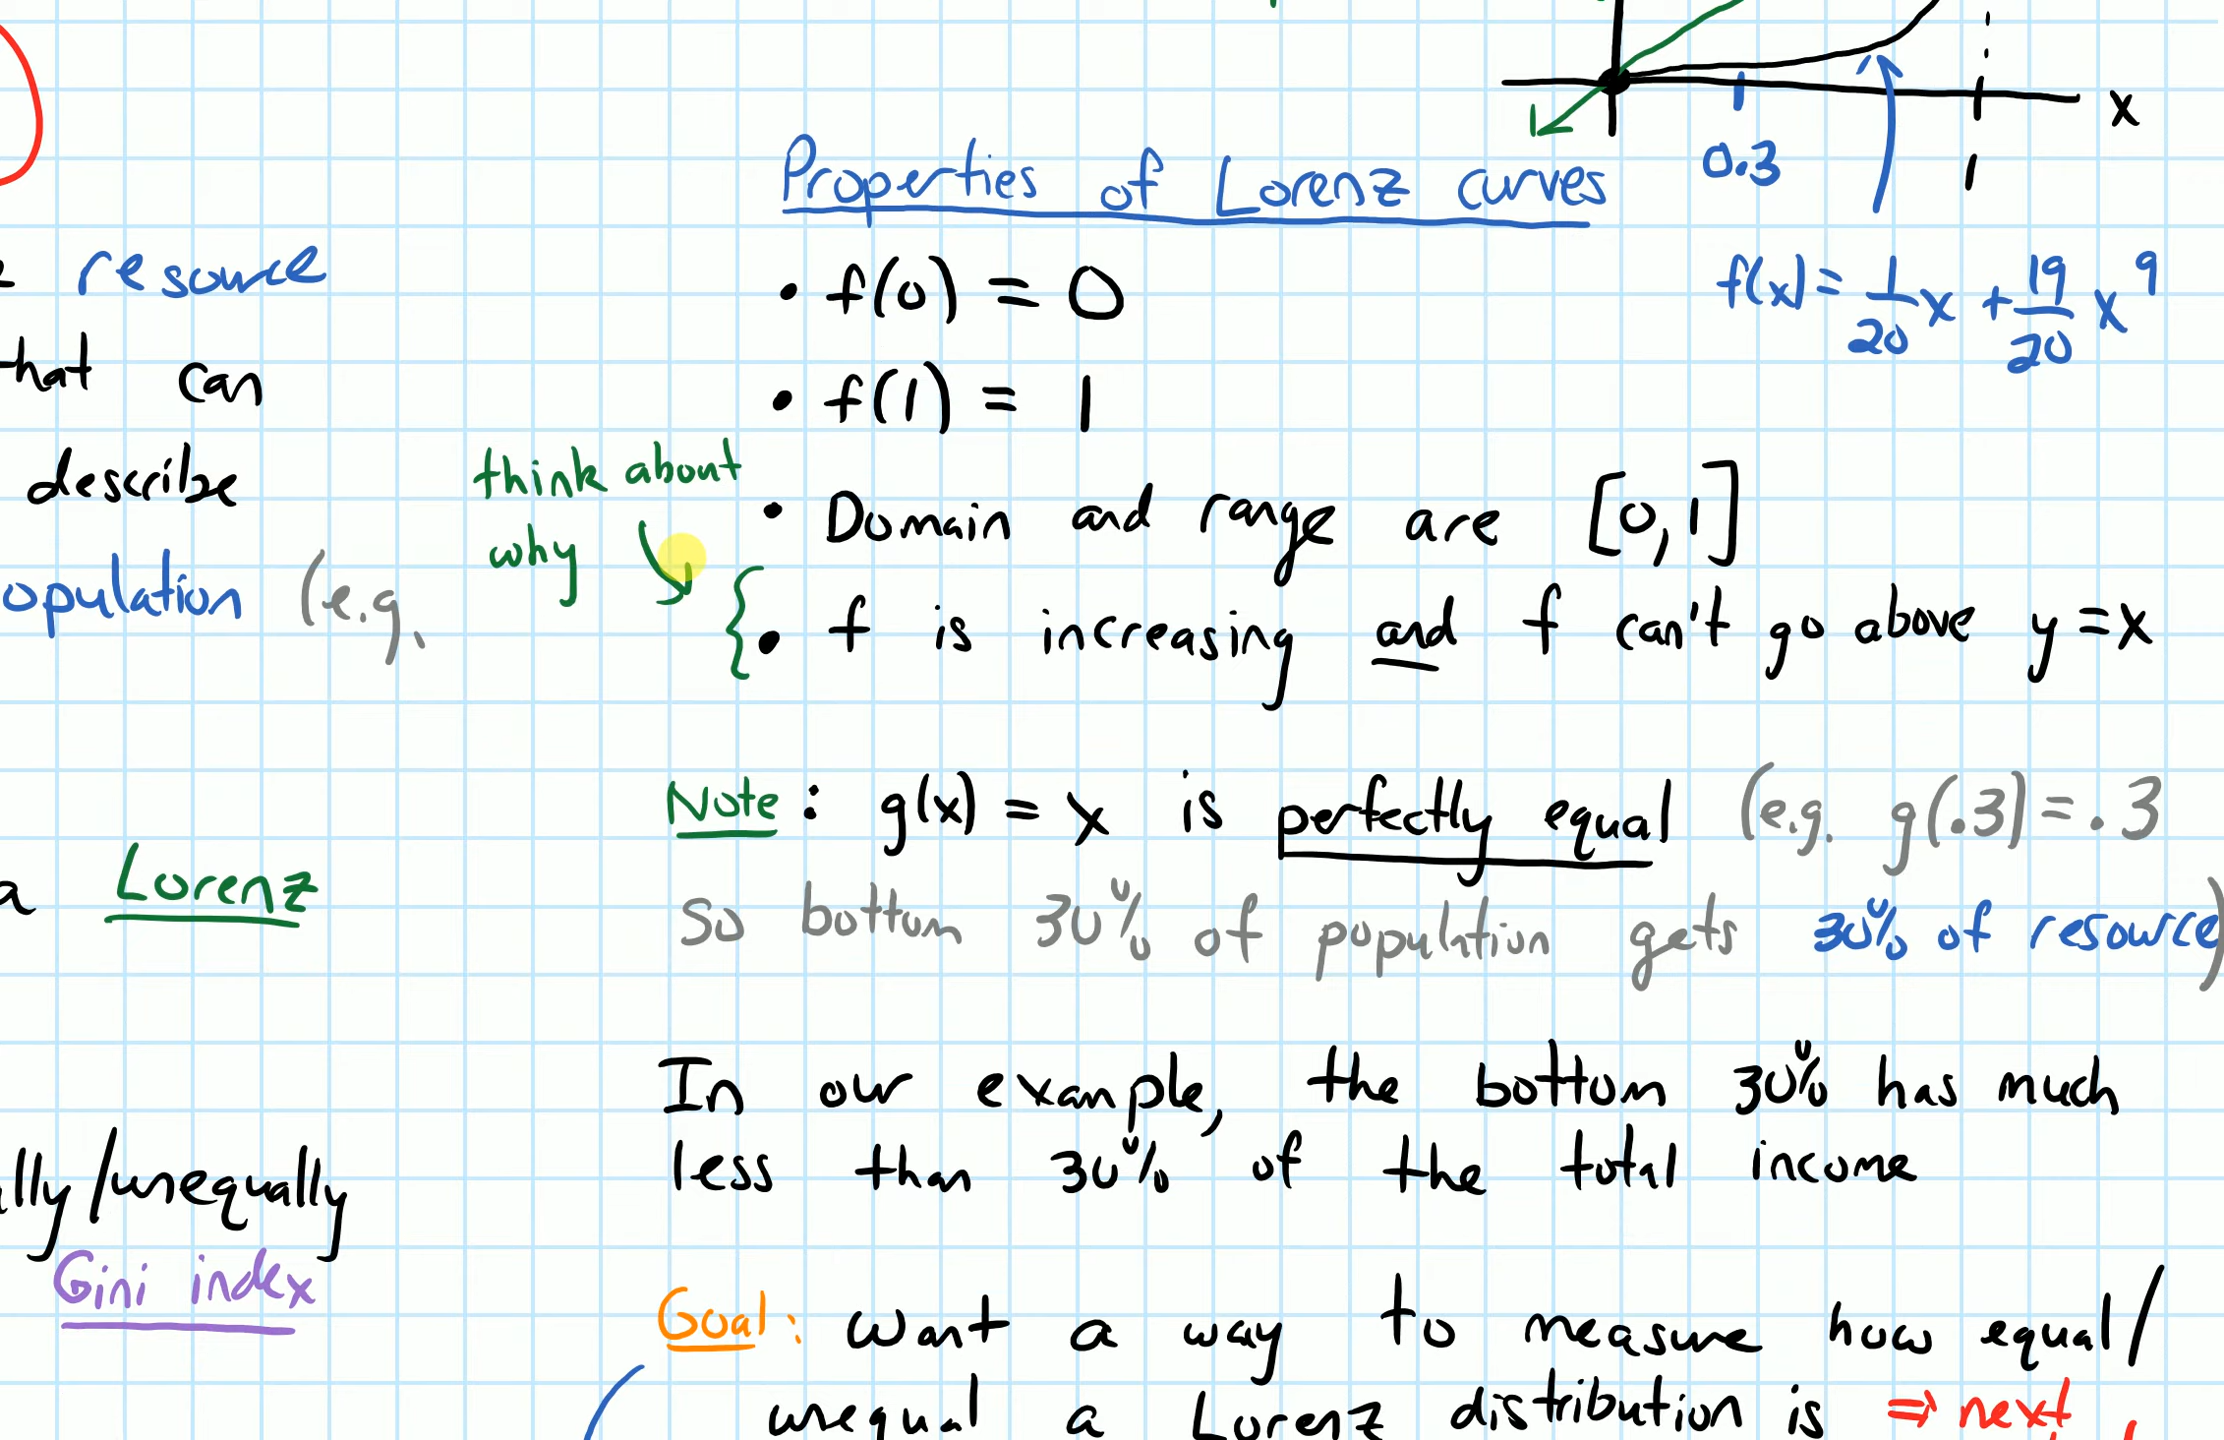 x
0.3
1
Properties of Lorenz curves
f(x) = 1/20 x + 19/20 x^9
• f(0) = 0
• f(1) = 1
think about
why
• Domain and range are [0,1]
{• f is increasing and f can't go above y = x
Note: g(x) = x is perfectly equal (e.g. g(.3) = .3
So bottom 30% of population gets 30% of resource)
In our example, the bottom 30% has much
less than 30% of the total income
Goal: want a way to measure how equal/
unequal a Lorenz distribution is ⇒ next
resource
that can
describe
opulation (e.g.
a Lorenz
lly/unequally
Gini index